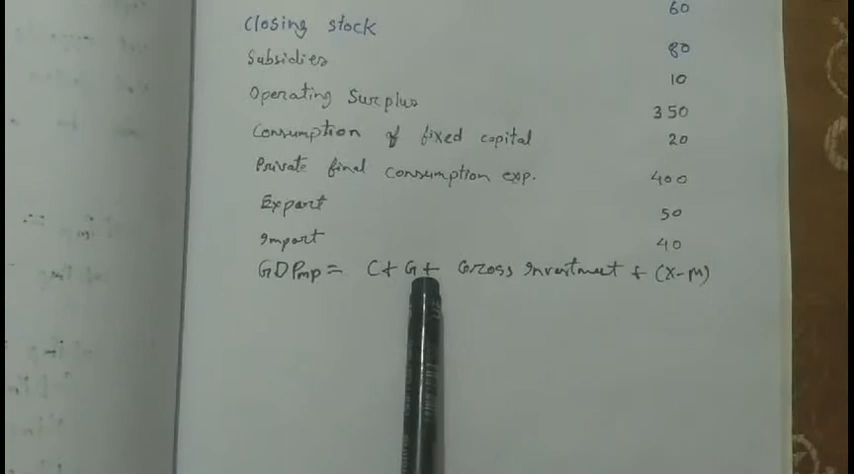 60
Closing stock 80
Subsidies 10
Operating Surplus 350
Consumption of fixed capital 20
Private final consumption exp. 400
Export 50
Import 40
GDPmp = C+ G+ Gross Investment + (X-M)